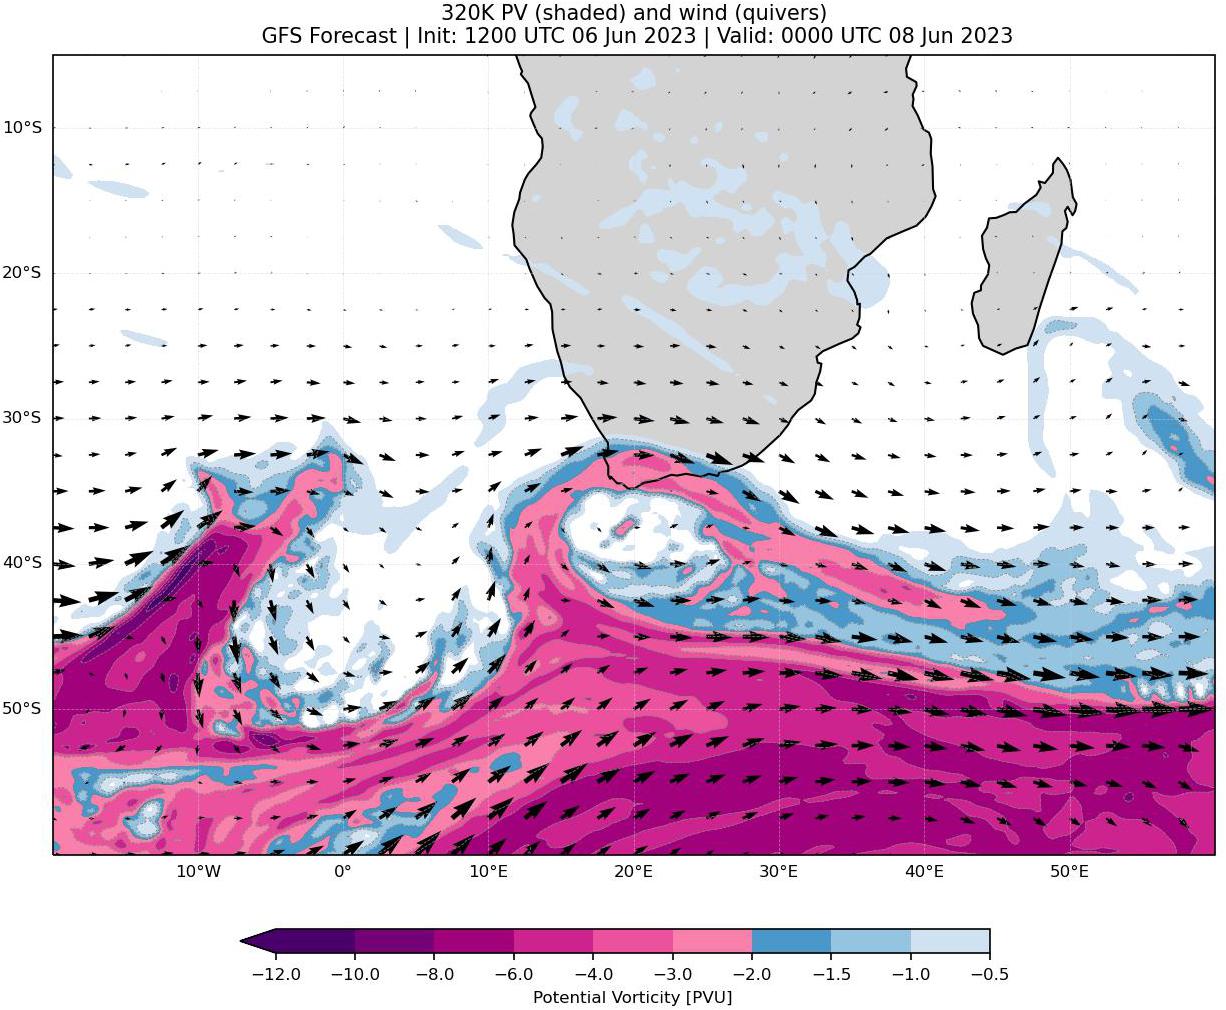 320K PV (shaded) and wind (quivers)
GFS Forecast | Init: 1200 UTC 06 Jun 2023 | Valid: 0000 UTC 08 Jun 2023
10°S
20°S
30°S
40°S
50°S
10°W 0° 10°E 20°E 30°E 40°E 50°E
−12.0 −10.0 −8.0 −6.0 −4.0 −3.0 −2.0 −1.5 −1.0 −0.5
Potential Vorticity [PVU]